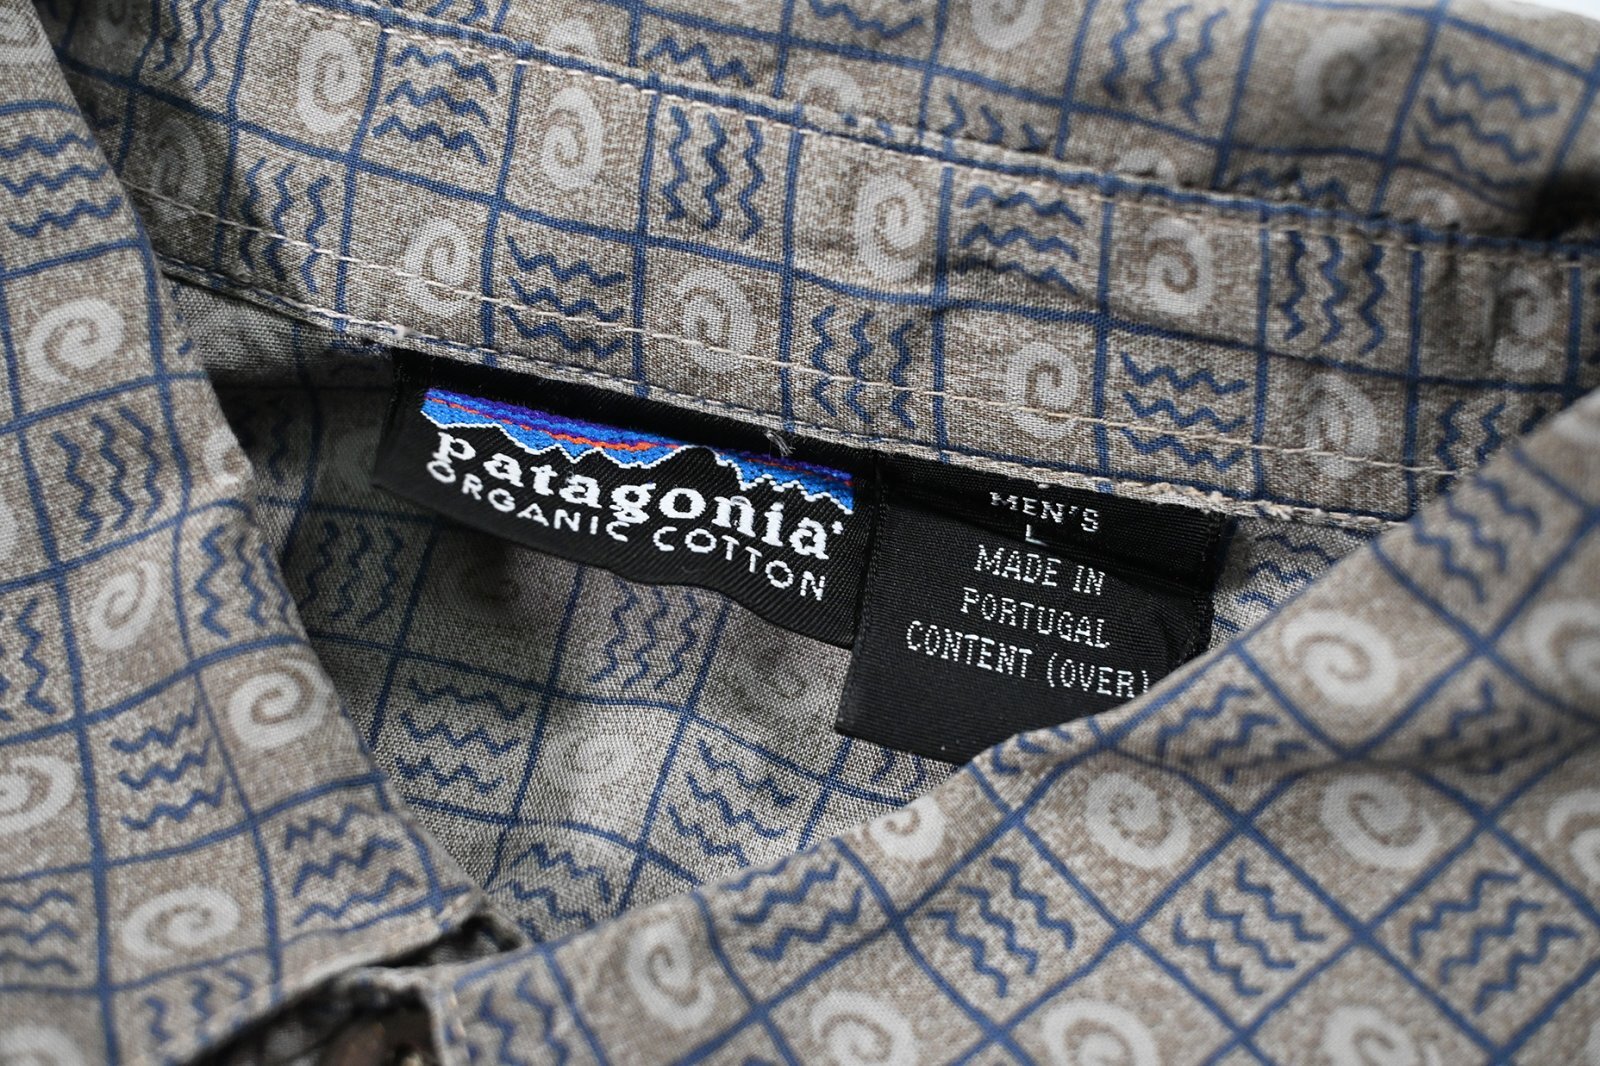 patagonia®
ORGANIC COTTON
MEN'S
L
MADE IN
PORTUGAL
CONTENT (OVER)